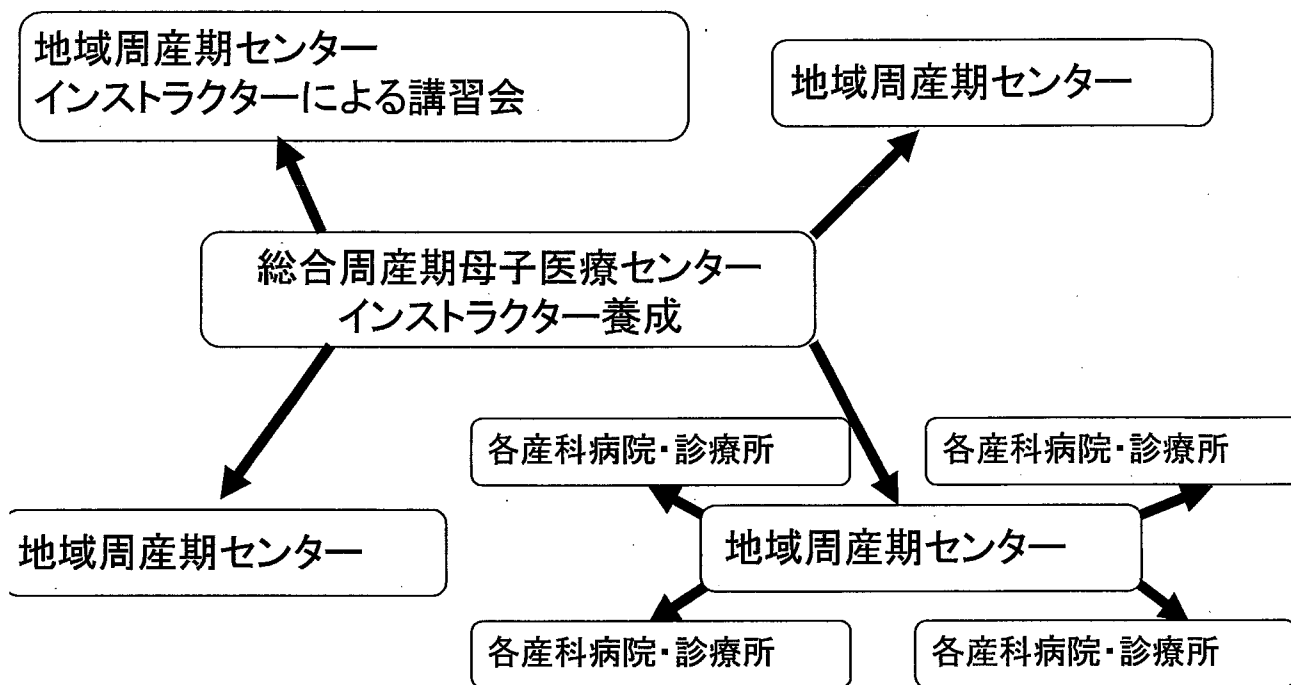 地域周産期センター
インストラクターによる講習会
地域周産期センター
総合周産期母子医療センター
インストラクター養成
各産科病院・診療所
各産科病院・診療所
地域周産期センター
地域周産期センター
各産科病院・診療所
各産科病院・診療所